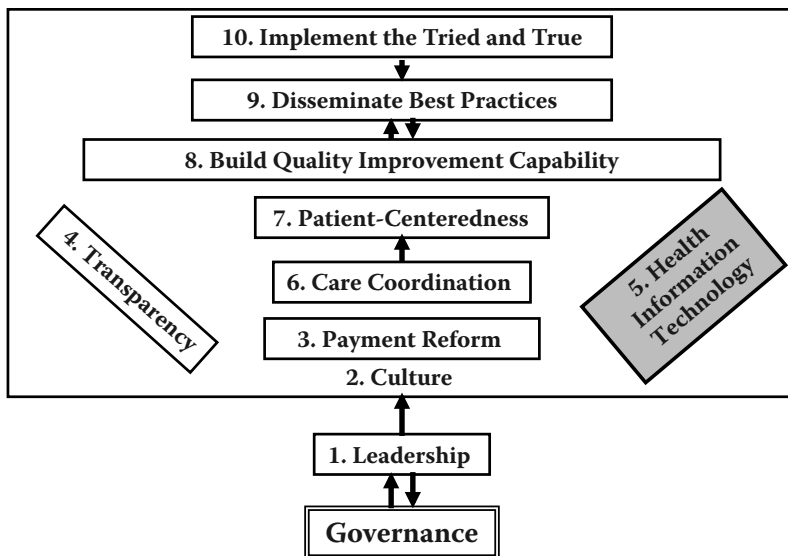 10. Implement the Tried and True
9. Disseminate Best Practices
8. Build Quality Improvement Capability
7. Patient-Centeredness
4. Transparency
5. Health
Information
Technology
6. Care Coordination
3. Payment Reform
2. Culture
1. Leadership
Governance